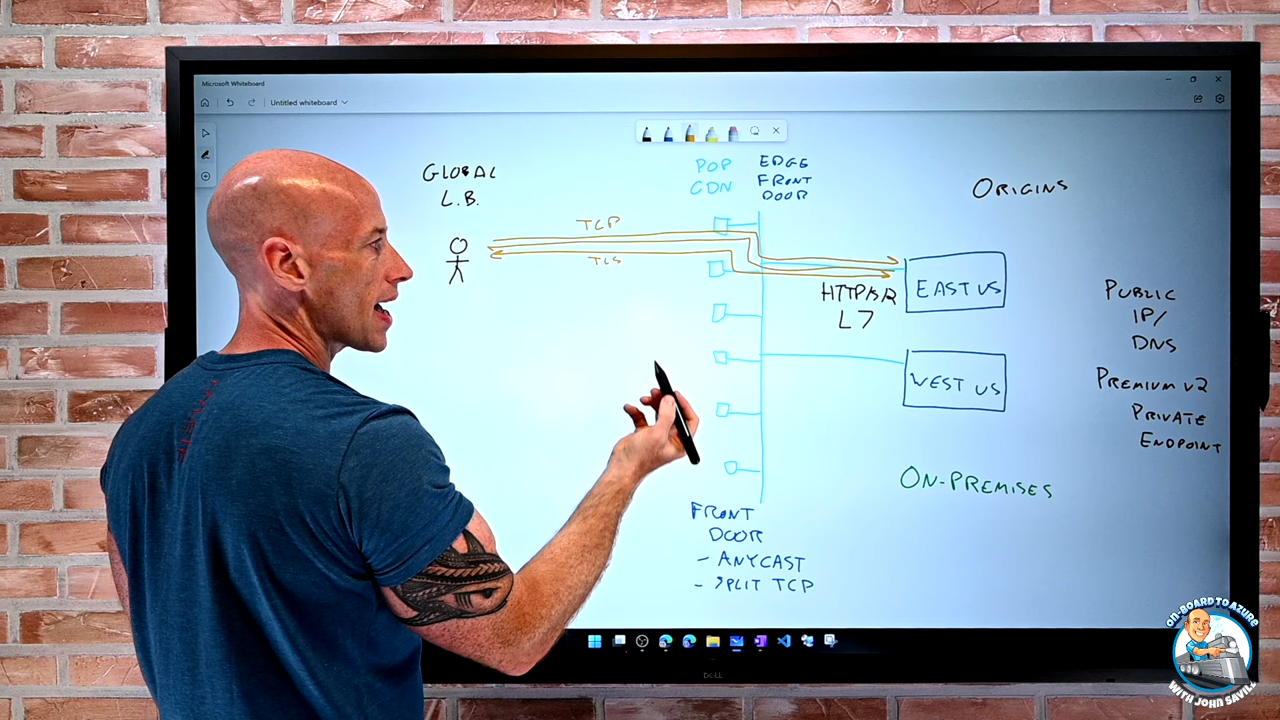 Microsoft Whiteboard
Untitled whiteboard
GLOBAL
L.B.
POP
CDN
EDGE
FRONT
DOOR
ORIGINS
TCP
TLS
HTTP/S/2
L7
EAST US
WEST US
PUBLIC
IP/
DNS
PREMIUM V2
PRIVATE
ENDPOINT
ON-PREMISES
FRONT
DOOR
- ANYCAST
- SPLIT TCP
DELL
ON-BOARD TO AZURE
WITH JOHN SAVILL